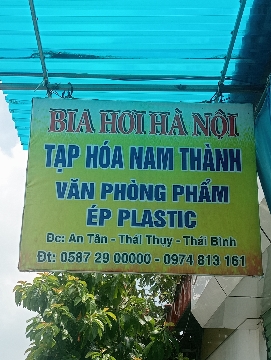 BIA HƠI HÀ NỘI
TẠP HÓA NAM THÀNH
VĂN PHÒNG PHẨM
ÉP PLASTIC
Đc: An Tân - Thái Thụy - Thái Bình
Đt: 0587 29 00000 - 0974 813 161